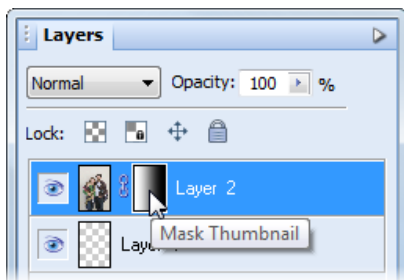 Layers
Normal Opacity: 100 %
Lock:
Layer 2
Mask Thumbnail